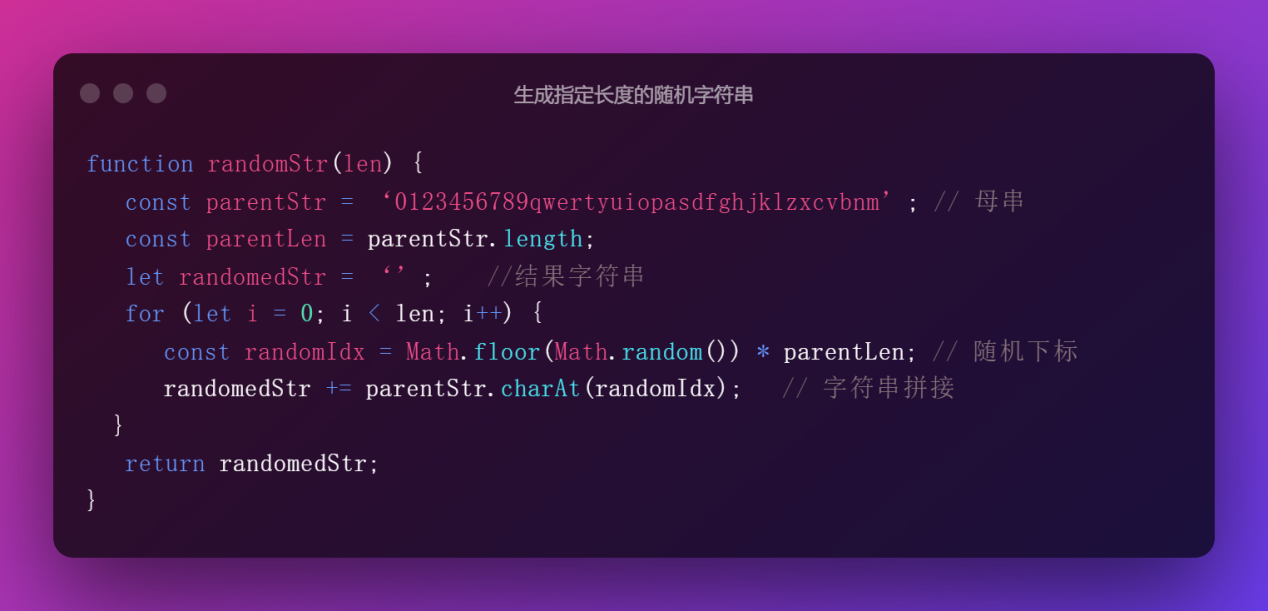 生成指定长度的随机字符串
function randomStr(len) {
const parentStr = ‘0123456789qwertyuiopasdfghjklzxcvbnm’; // 母串
const parentLen = parentStr.length;
let randomedStr = ‘’; //结果字符串
for (let i = 0; i < len; i++) {
const randomIdx = Math.floor(Math.random()) * parentLen; // 随机下标
randomedStr += parentStr.charAt(randomIdx); // 字符串拼接
}
return randomedStr;
}